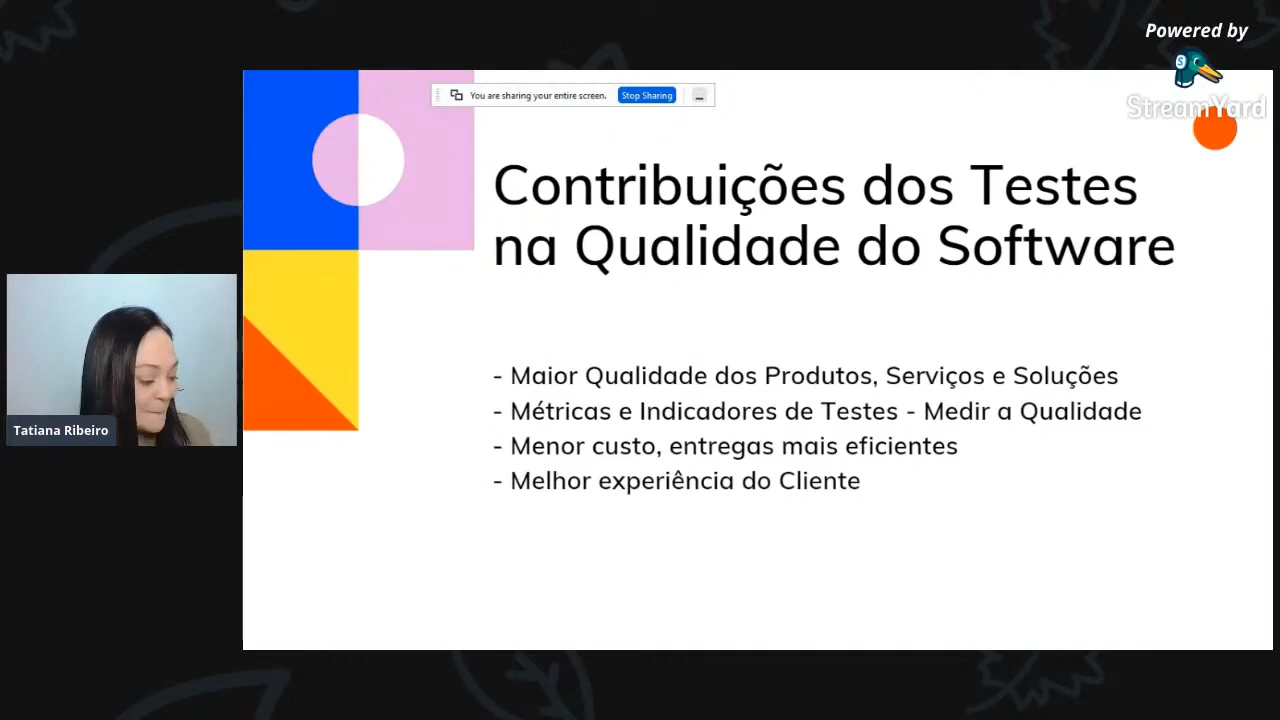 Powered by
StreamYard
You are sharing your entire screen. Stop Sharing
Contribuições dos Testes
na Qualidade do Software
- Maior Qualidade dos Produtos, Serviços e Soluções
- Métricas e Indicadores de Testes - Medir a Qualidade
- Menor custo, entregas mais eficientes
- Melhor experiência do Cliente
Tatiana Ribeiro